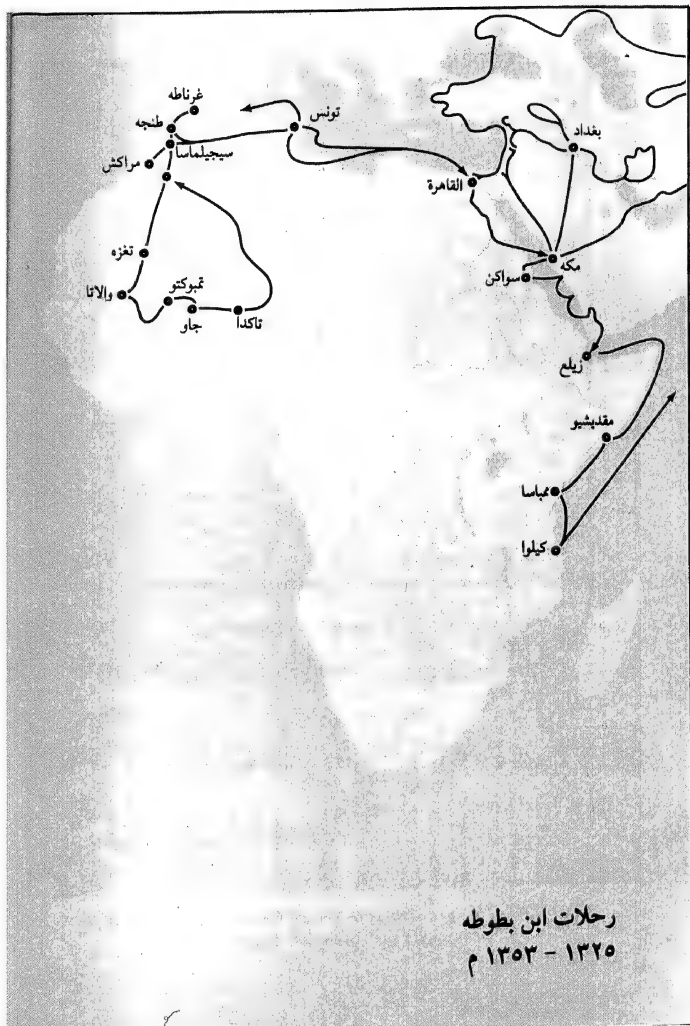 غرناطه
طنجه
سيجيلماسا
مراكش
تونس
بغداد
القاهرة
مكه
سواكن
تغزه
والاتا
تمبوكتو
جاو
تاكدا
زيلع
مقديشيو
ممباسا
كيلوا
رحلات ابن بطوطه
١٣٢٥ - ١٣٥٣ م